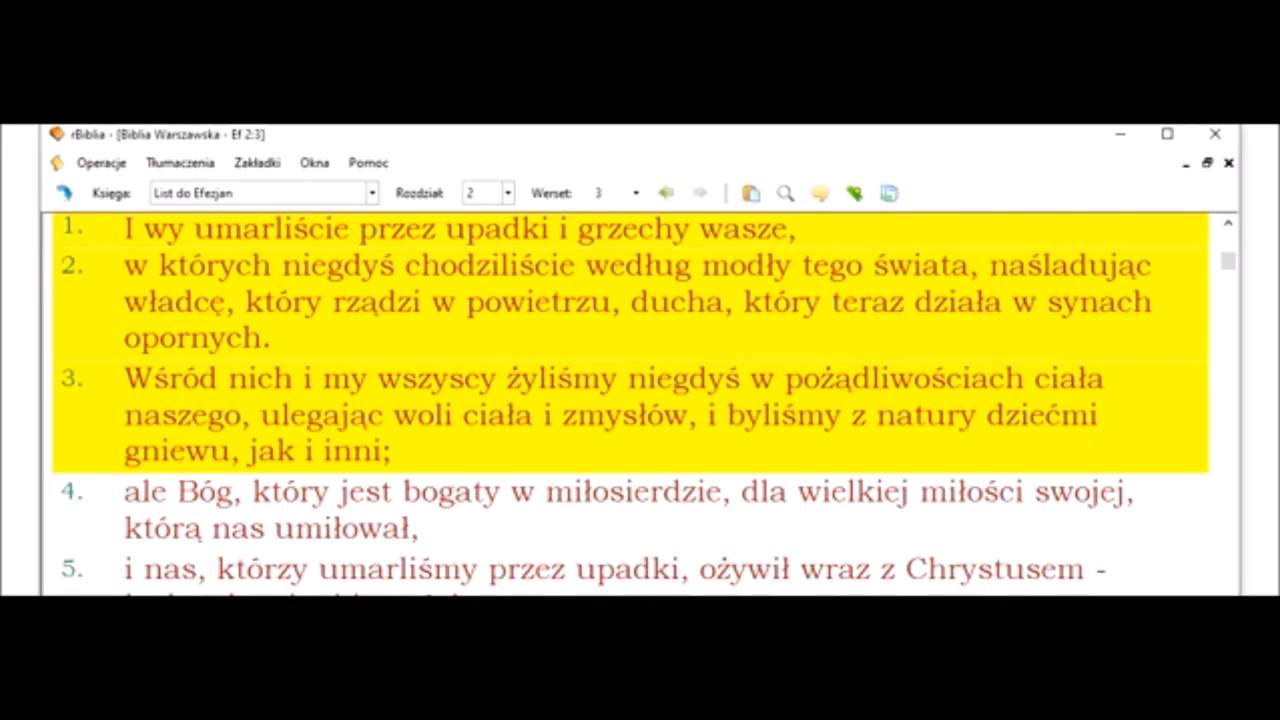 rBiblia - [Biblia Warszawska - Ef 2:3]
Operacje Tłumaczenia Zakładki Okna Pomoc
Księga: List do Efezjan Rozdział: 2 Werset: 3
1. I wy umarliście przez upadki i grzechy wasze,
2. w których niegdyś chodziliście według modły tego świata, naśladując
władcę, który rządzi w powietrzu, ducha, który teraz działa w synach
opornych.
3. Wśród nich i my wszyscy żyliśmy niegdyś w pożądliwościach ciała
naszego, ulegając woli ciała i zmysłów, i byliśmy z natury dziećmi
gniewu, jak i inni;
4. ale Bóg, który jest bogaty w miłosierdzie, dla wielkiej miłości swojej,
którą nas umiłował,
5. i nas, którzy umarliśmy przez upadki, ożywił wraz z Chrystusem -